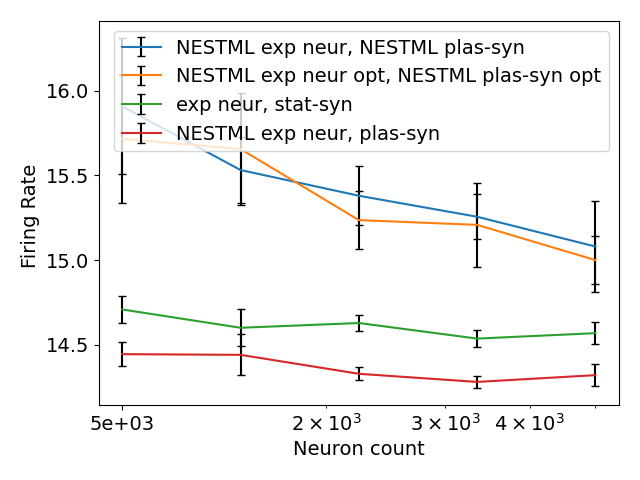 NESTML exp neur, NESTML plas-syn
NESTML exp neur opt, NESTML plas-syn opt
exp neur, stat-syn
NESTML exp neur, plas-syn
16.0
15.5
15.0
14.5
Firing Rate
5e+03
2 × 10³
3 × 10³
4 × 10³
Neuron count